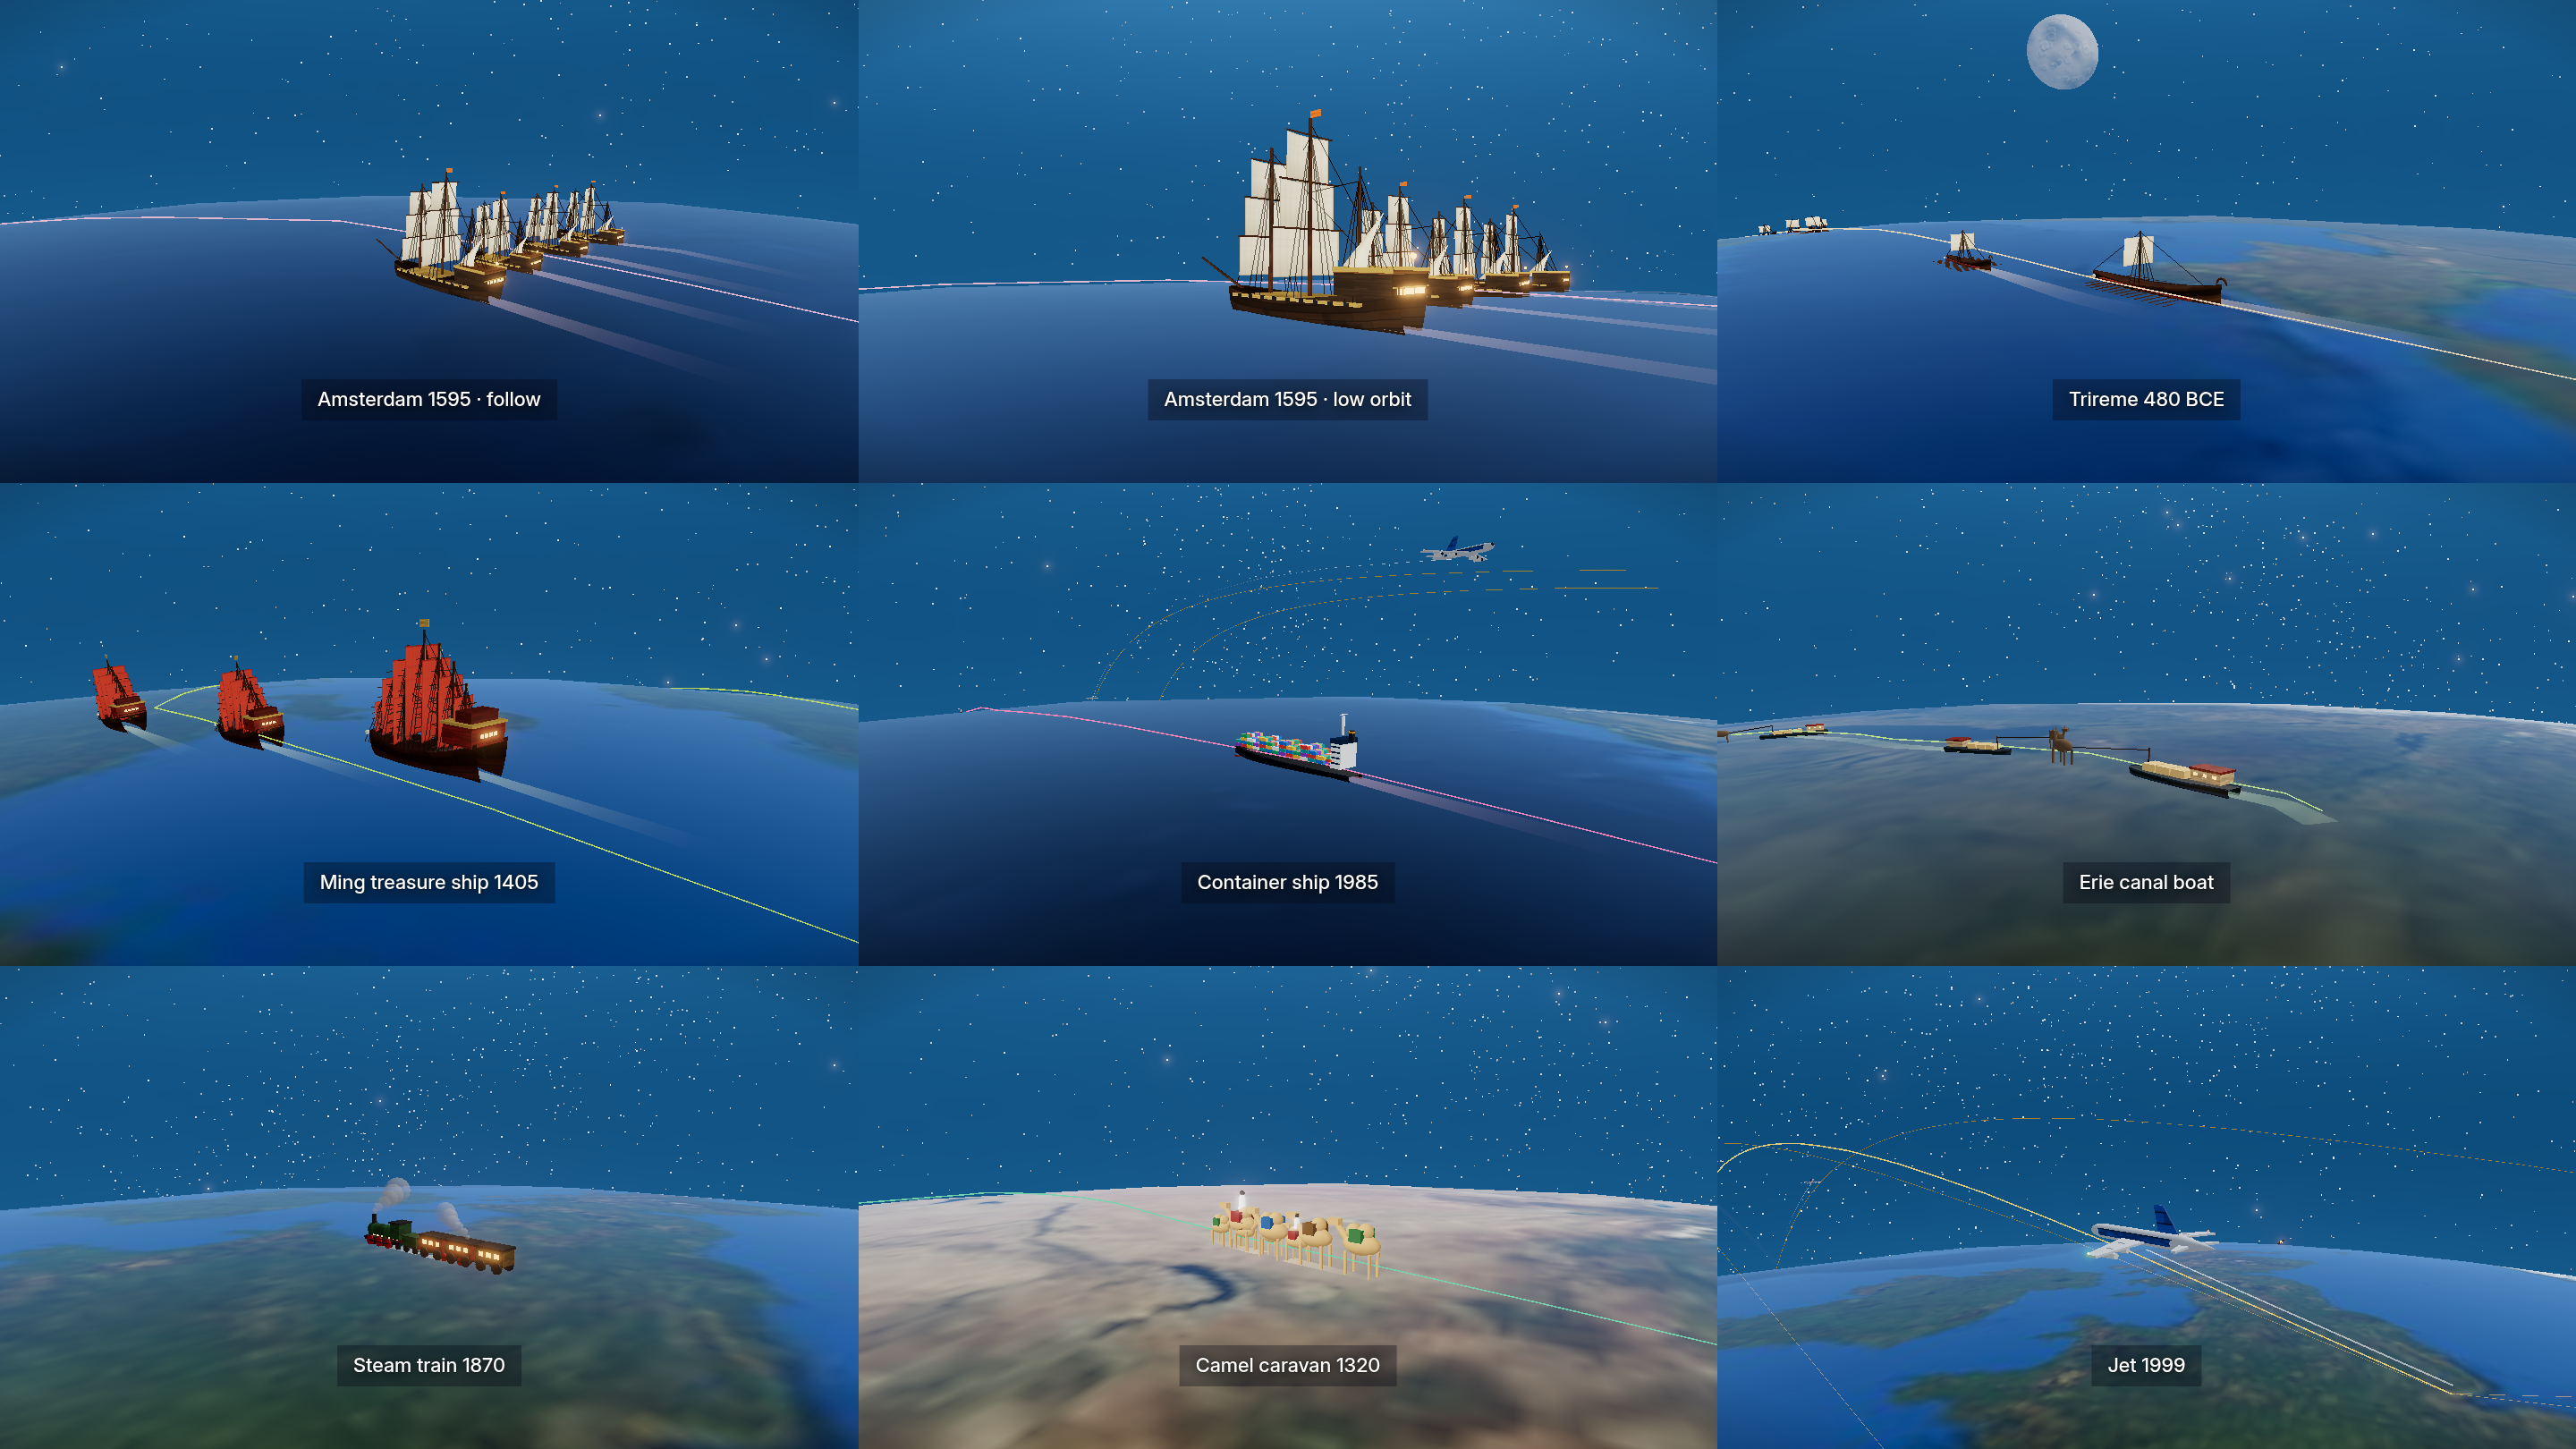 Amsterdam 1595 · follow
Amsterdam 1595 · low orbit
Trireme 480 BCE
Ming treasure ship 1405
Container ship 1985
Erie canal boat
Steam train 1870
Camel caravan 1320
Jet 1999